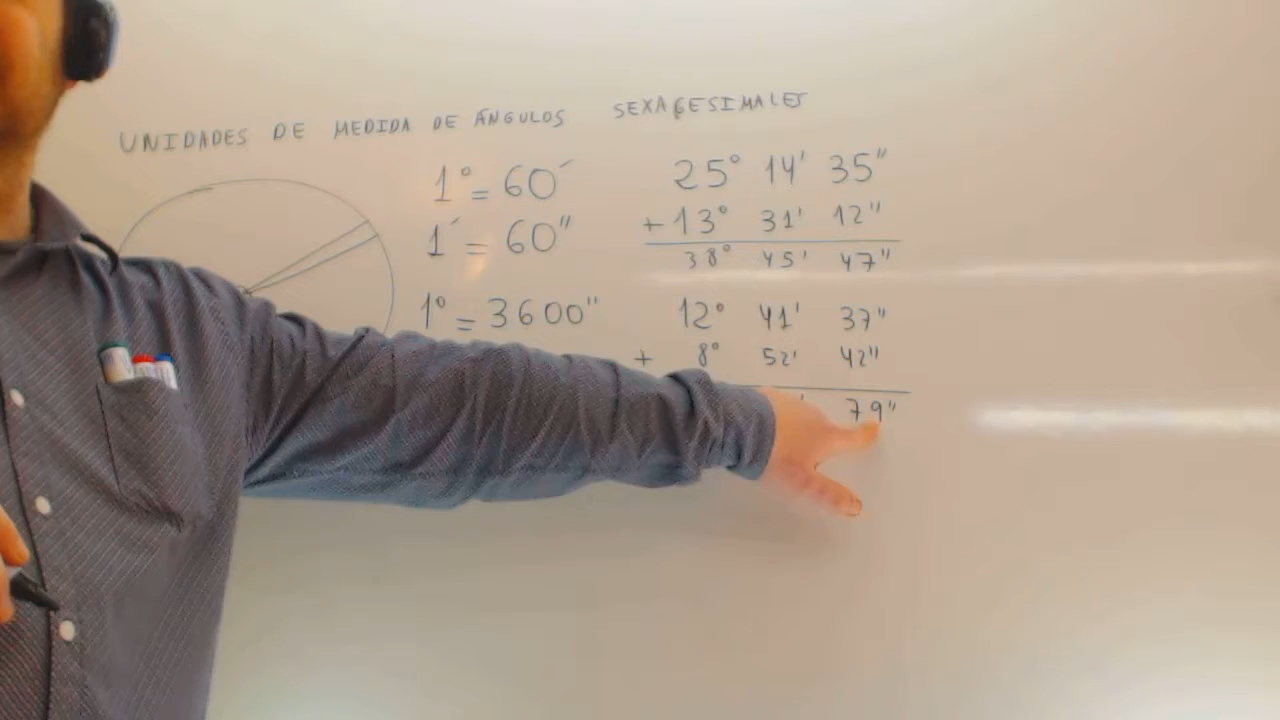 UNIDADES DE MEDIDA DE ÁNGULOS SEXAGESIMALES
1° = 60´
1´ = 60"
1° = 3600"
25° 14' 35"
+ 13° 31' 12"
38° 45' 47"
12° 41' 37"
+ 8° 52' 42"
' 79"